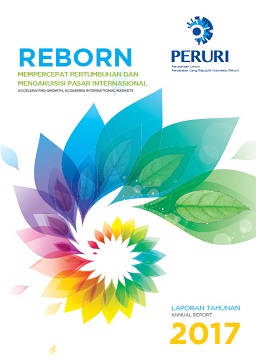 REBORN
MEMPERCEPAT PERTUMBUHAN DAN
MENGAKUISISI PASAR INTERNASIONAL
ACCELERATING GROWTH, ACQUIRING INTERNATIONAL MARKETS
PERURI
Perusahaan Umum
Percetakan Uang Republik Indonesia (Peruri)
LAPORAN TAHUNAN
ANNUAL REPORT
2017